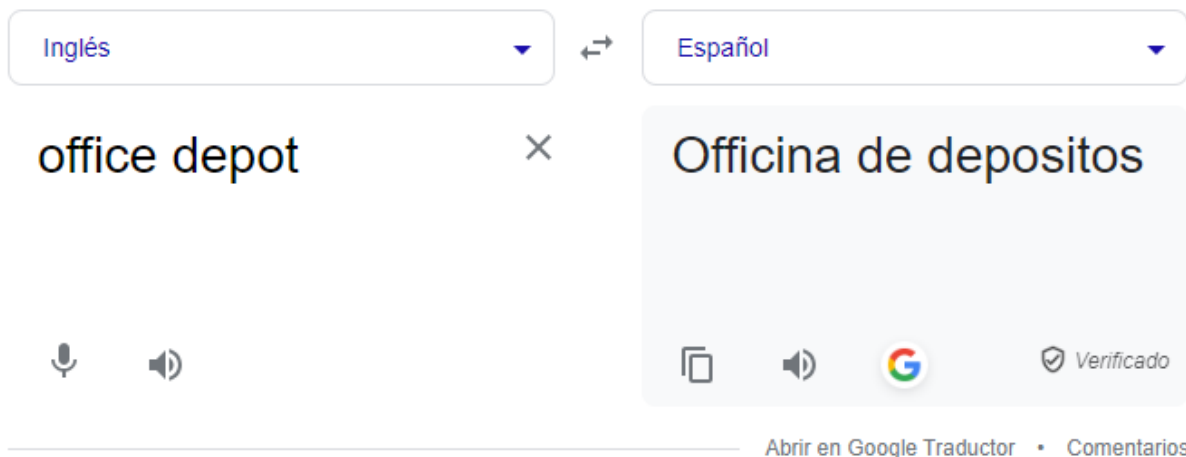 Inglés
Español
office depot
Officina de depositos
Verificado
Abrir en Google Traductor • Comentarios